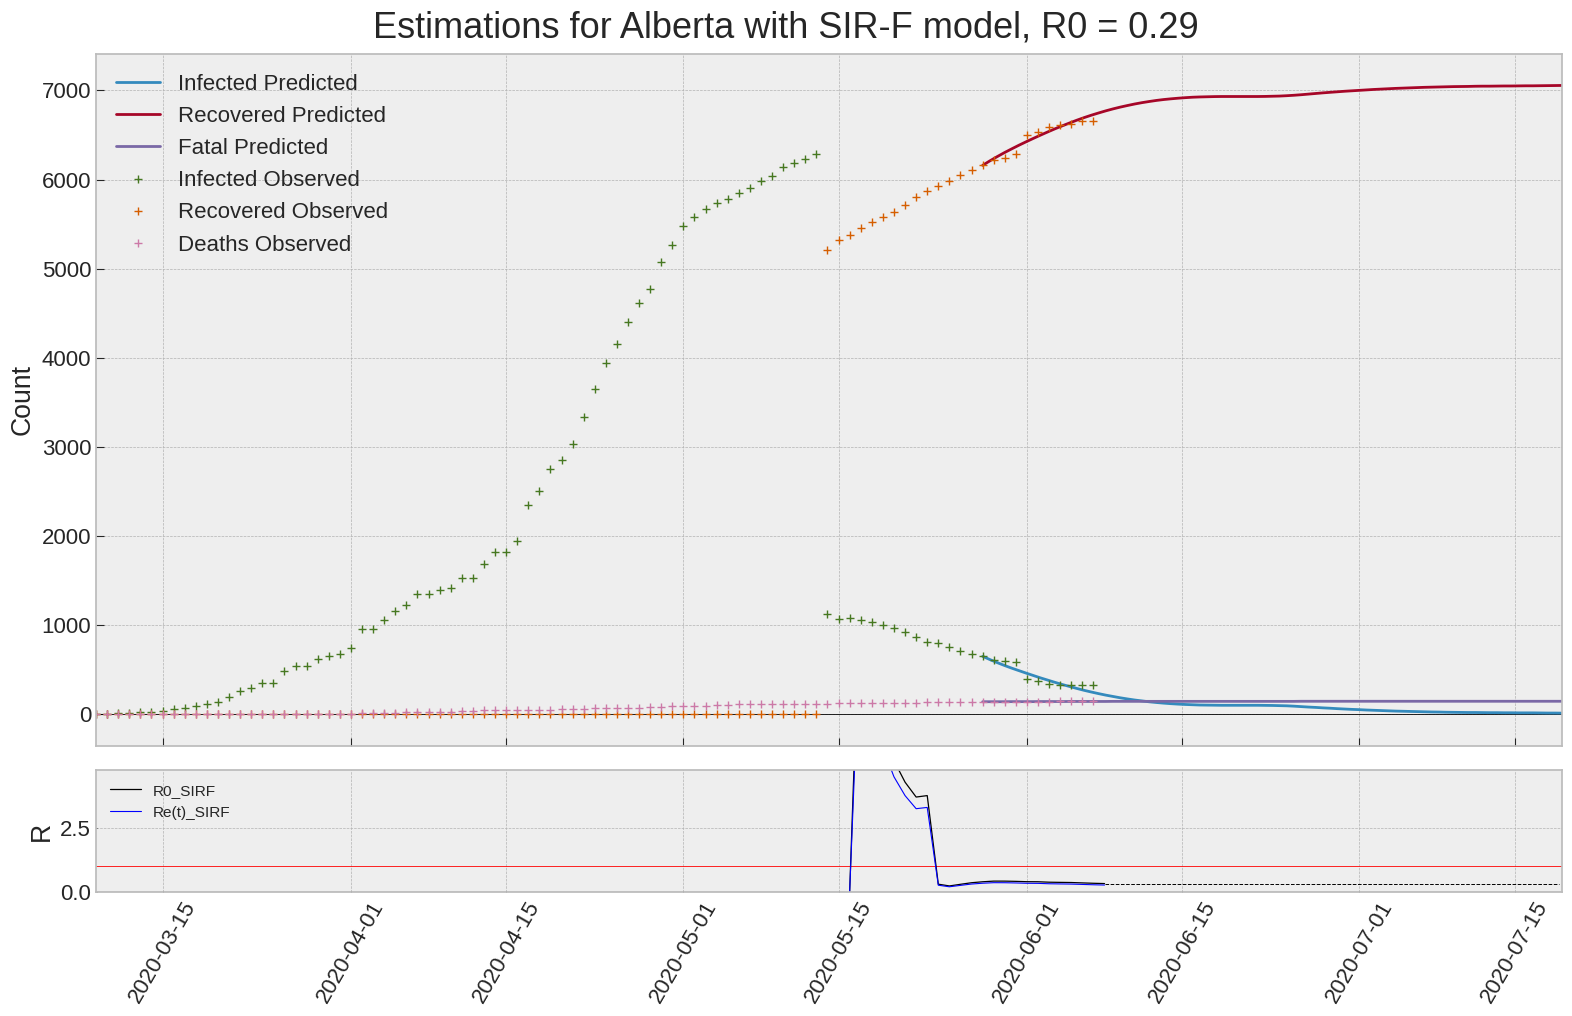 Estimations for Alberta with SIR-F model, R0 = 0.29
Infected Predicted
Recovered Predicted
Fatal Predicted
Infected Observed
Recovered Observed
Deaths Observed
7000
6000
5000
4000
3000
2000
1000
0
Count
R0_SIRF
Re(t)_SIRF
2.5
0.0
R
2020-03-15
2020-04-01
2020-04-15
2020-05-01
2020-05-15
2020-06-01
2020-06-15
2020-07-01
2020-07-15